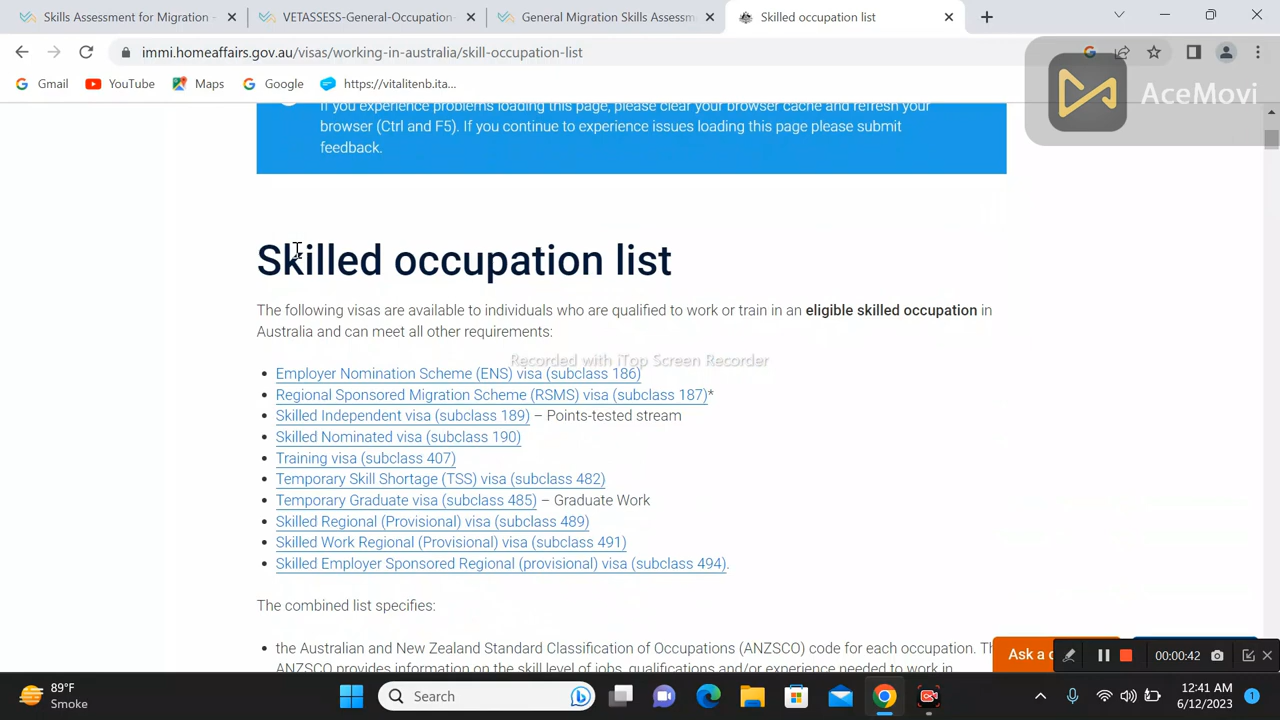 Skills Assessment for Migration -
VETASSESS-General-Occupation-
General Migration Skills Assessm
Skilled occupation list
immi.homeaffairs.gov.au/visas/working-in-australia/skill-occupation-list
Gmail
YouTube
Maps
Google
https://vitalitenb.ita...
AceMovi
If you experience problems loading this page, please clear your browser cache and refresh your
browser (Ctrl and F5). If you continue to experience issues loading this page please submit
feedback.
Skilled occupation list
The following visas are available to individuals who are qualified to work or train in an eligible skilled occupation in
Australia and can meet all other requirements:
Recorded with iTop Screen Recorder
• Employer Nomination Scheme (ENS) visa (subclass 186)
• Regional Sponsored Migration Scheme (RSMS) visa (subclass 187)*
• Skilled Independent visa (subclass 189) – Points-tested stream
• Skilled Nominated visa (subclass 190)
• Training visa (subclass 407)
• Temporary Skill Shortage (TSS) visa (subclass 482)
• Temporary Graduate visa (subclass 485) – Graduate Work
• Skilled Regional (Provisional) visa (subclass 489)
• Skilled Work Regional (Provisional) visa (subclass 491)
• Skilled Employer Sponsored Regional (provisional) visa (subclass 494).
The combined list specifies:
• the Australian and New Zealand Standard Classification of Occupations (ANZSCO) code for each occupation. Th
ANZSCO provides information on the skill level of jobs, qualifications and/or experience needed to work in
Ask a
00:00:42
89°F
Smoke
Search
12:41 AM
6/12/2023
1